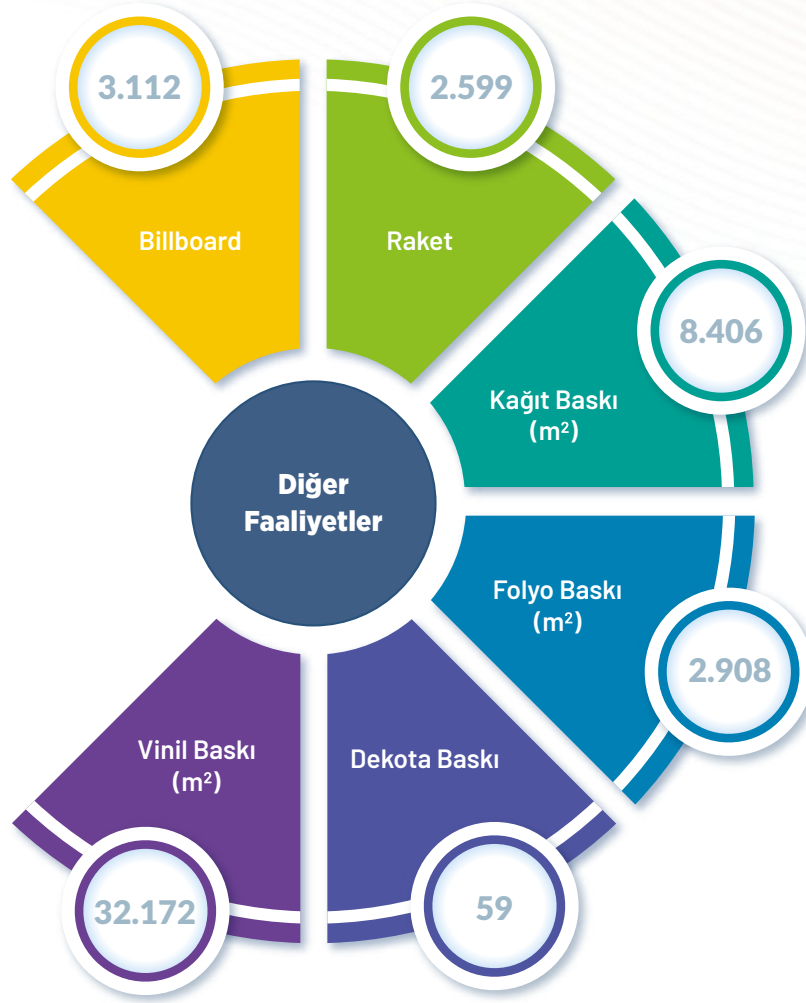 3.112
Billboard
2.599
Raket
8.406
Kağıt Baskı
(m²)
Diğer
Faaliyetler
Folyo Baskı
(m²)
2.908
Dekota Baskı
59
Vinil Baskı
(m²)
32.172